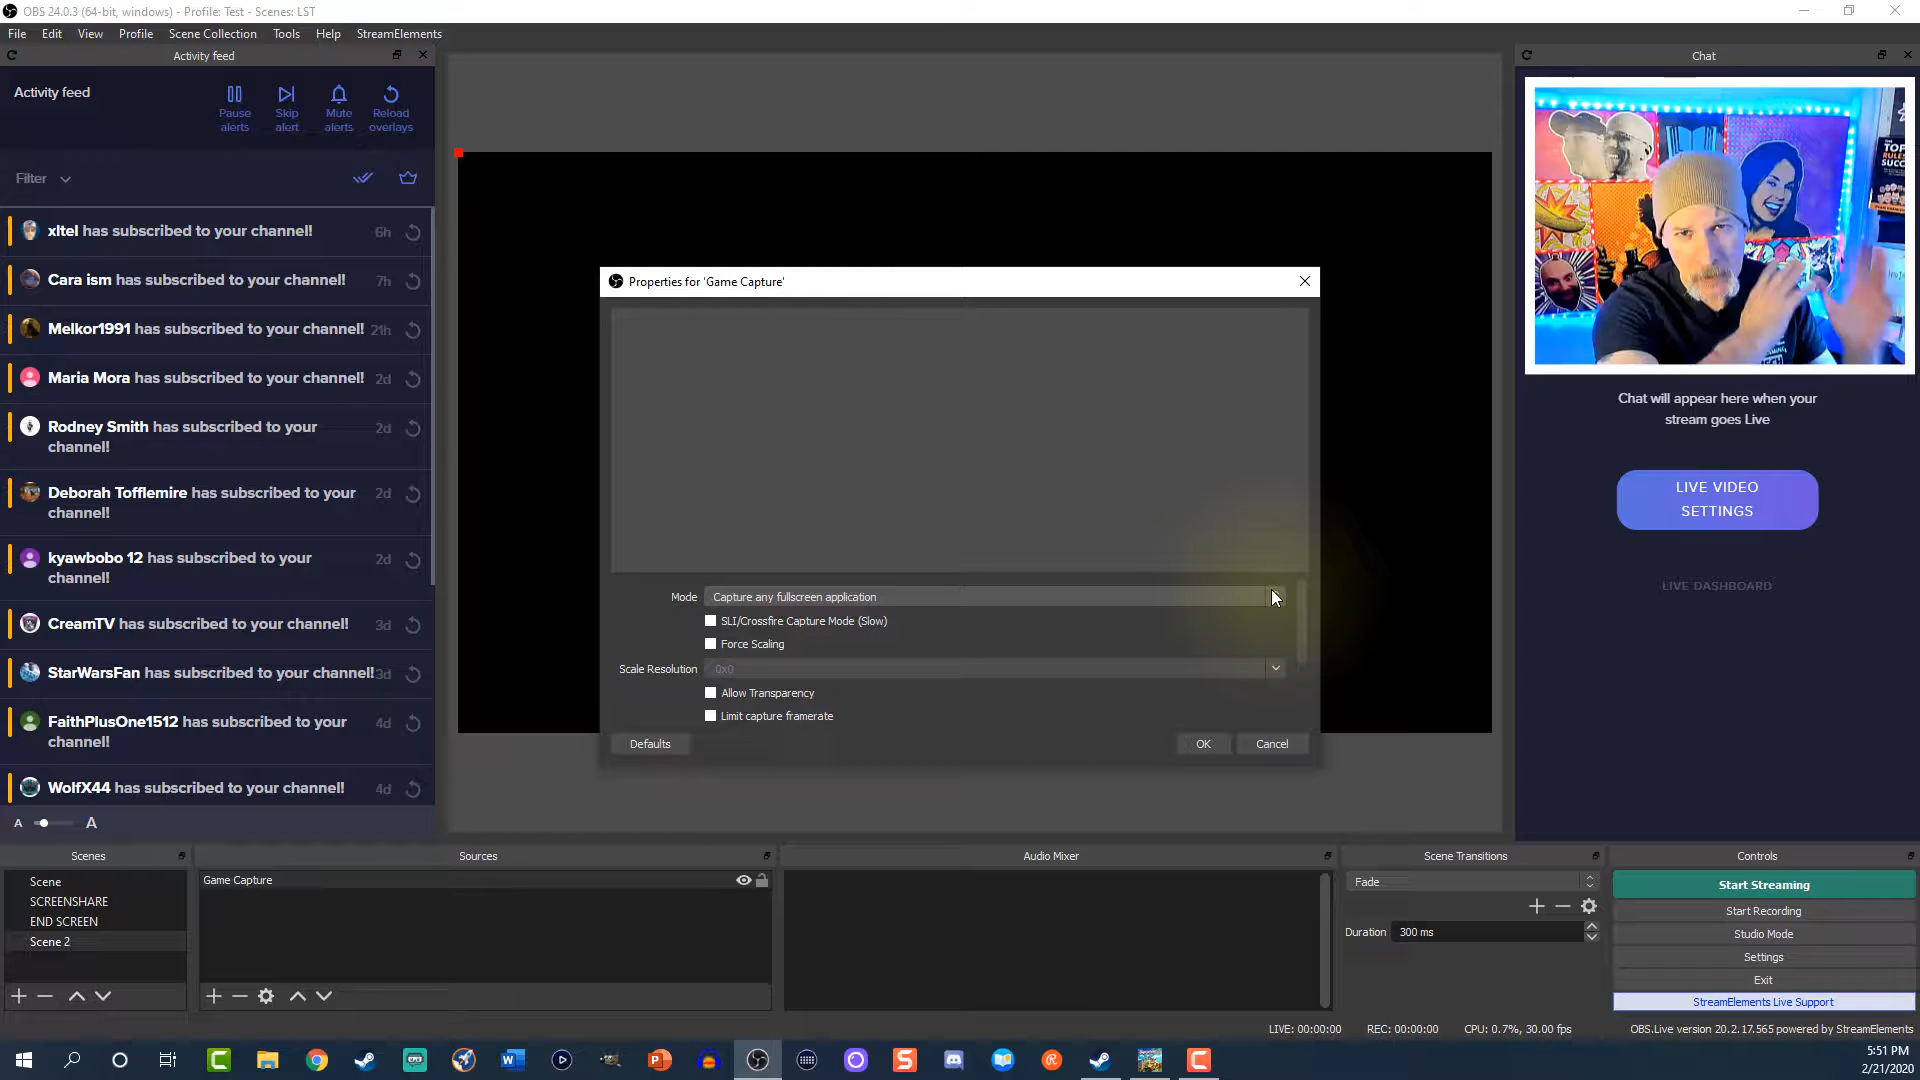 OBS 24.0.3 (64-bit, windows) - Profile: Test - Scenes: LST
File Edit View Profile Scene Collection Tools Help StreamElements
Activity feed
Activity feed
Pause alerts
Skip alert
Mute alerts
Reload overlays
Filter
xltel has subscribed to your channel! 6h
Cara ism has subscribed to your channel! 7h
Melkor1991 has subscribed to your channel! 21h
Maria Mora has subscribed to your channel! 2d
Rodney Smith has subscribed to your 2d
channel!
Deborah Tofflemire has subscribed to your 2d
channel!
kyawbobo 12 has subscribed to your 2d
channel!
CreamTV has subscribed to your channel! 3d
StarWarsFan has subscribed to your channel! 3d
FaithPlusOne1512 has subscribed to your 4d
channel!
WolfX44 has subscribed to your channel! 4d
A A
Properties for 'Game Capture'
Mode Capture any fullscreen application
SLI/Crossfire Capture Mode (Slow)
Force Scaling
Scale Resolution 0x0
Allow Transparency
Limit capture framerate
Defaults OK Cancel
Chat
TOP
RULES
SUCC
Chat will appear here when your
stream goes Live
LIVE VIDEO
SETTINGS
LIVE DASHBOARD
Scenes
Scene
SCREENSHARE
END SCREEN
Scene 2
Sources
Game Capture
Audio Mixer
Scene Transitions
Fade
Duration 300 ms
Controls
Start Streaming
Start Recording
Studio Mode
Settings
Exit
StreamElements Live Support
LIVE: 00:00:00 REC: 00:00:00 CPU: 0.7%, 30.00 fps OBS.Live version 20.2.17.565 powered by StreamElements
5:51 PM
2/21/2020